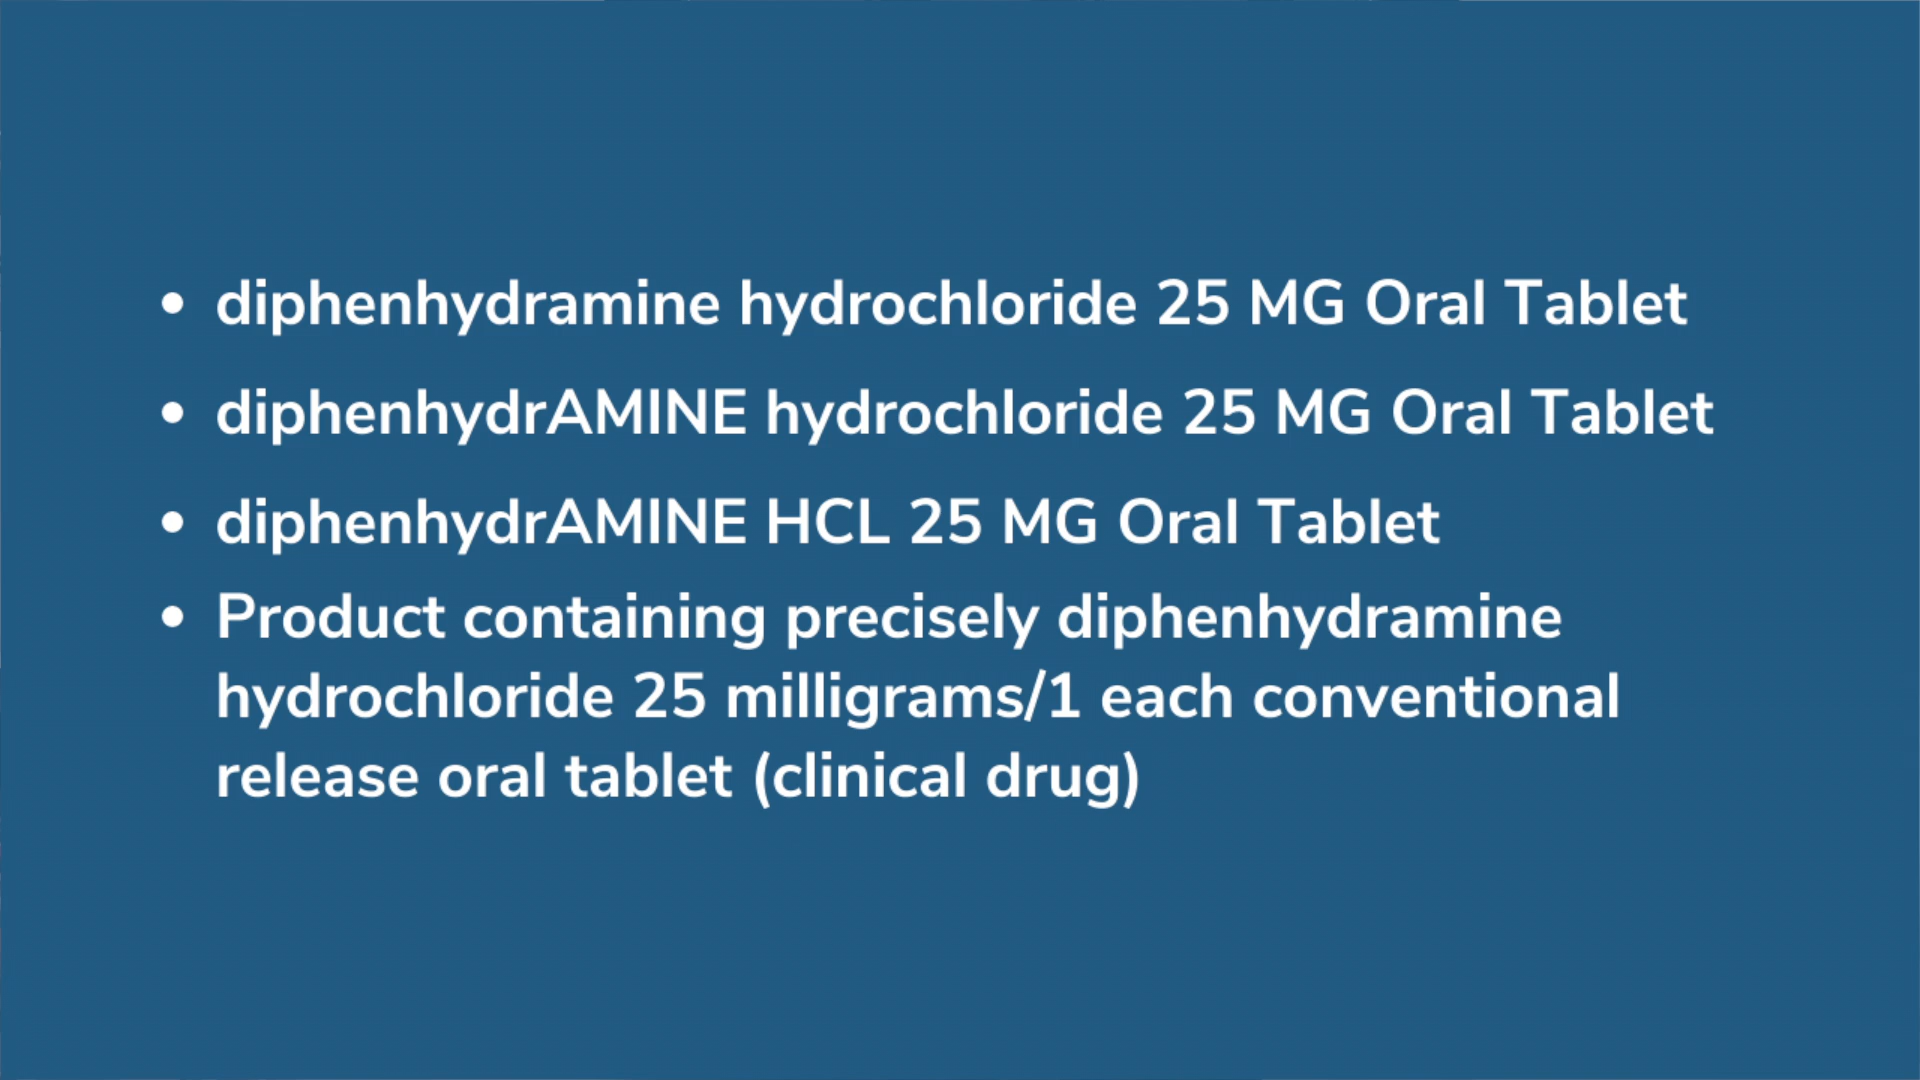 • diphenhydramine hydrochloride 25 MG Oral Tablet
• diphenhydrAMINE hydrochloride 25 MG Oral Tablet
• diphenhydrAMINE HCL 25 MG Oral Tablet
• Product containing precisely diphenhydramine
hydrochloride 25 milligrams/1 each conventional
release oral tablet (clinical drug)